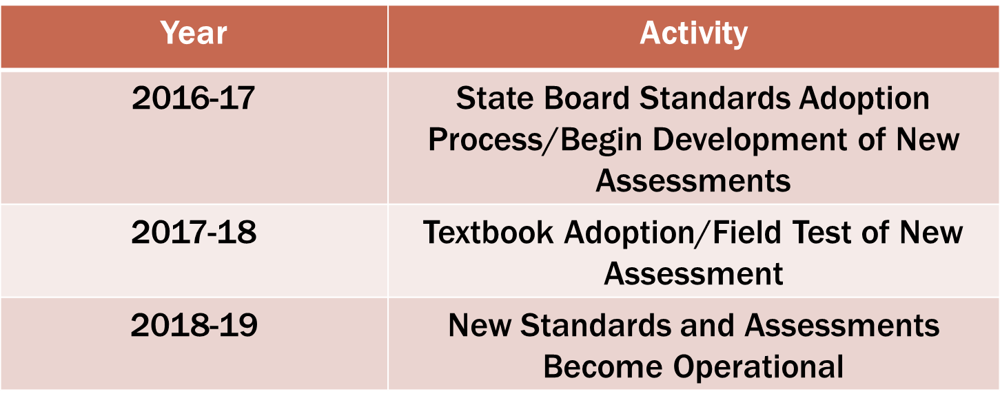 Year
Activity
2016-17
State Board Standards Adoption
Process/Begin Development of New
Assessments
2017-18
Textbook Adoption/Field Test of New
Assessment
2018-19
New Standards and Assessments
Become Operational